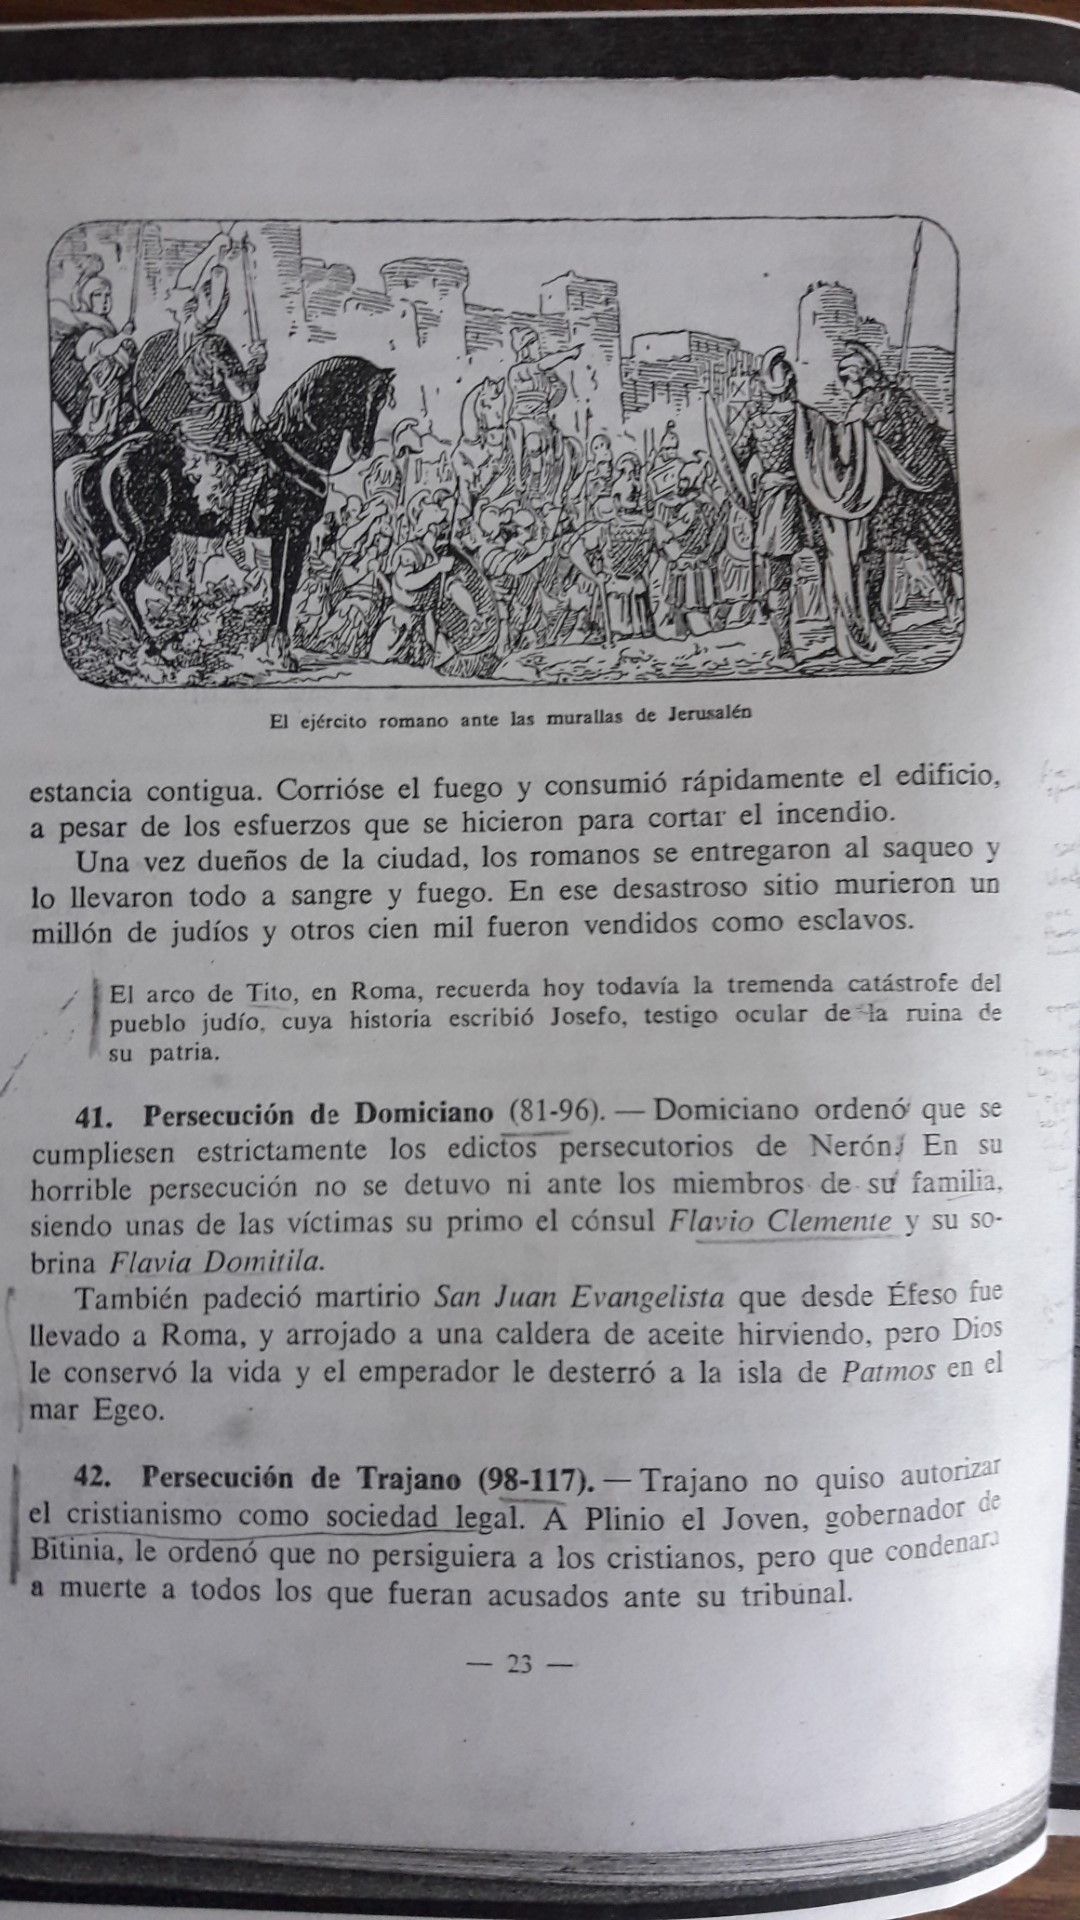 El ejército romano ante las murallas de Jerusalén
estancia contigua. Corrióse el fuego y consumió rápidamente el edificio,
a pesar de los esfuerzos que se hicieron para cortar el incendio.
Una vez dueños de la ciudad, los romanos se entregaron al saqueo y
lo llevaron todo a sangre y fuego. En ese desastroso sitio murieron un
millón de judíos y otros cien mil fueron vendidos como esclavos.
El arco de Tito, en Roma, recuerda hoy todavía la tremenda catástrofe del
pueblo judío, cuya historia escribió Josefo, testigo ocular de la ruina de
su patria.
41. Persecución de Domiciano (81-96). — Domiciano ordenó que se
cumpliesen estrictamente los edictos persecutorios de Nerón. En su
horrible persecución no se detuvo ni ante los miembros de su familia,
siendo unas de las víctimas su primo el cónsul Flavio Clemente y su so-
brina Flavia Domitila.
También padeció martirio San Juan Evangelista que desde Éfeso fue
llevado a Roma, y arrojado a una caldera de aceite hirviendo, pero Dios
le conservó la vida y el emperador le desterró a la isla de Patmos en el
mar Egeo.
42. Persecución de Trajano (98-117). — Trajano no quiso autorizar
el cristianismo como sociedad legal. A Plinio el Joven, gobernador de
Bitinia, le ordenó que no persiguiera a los cristianos, pero que condenara
a muerte a todos los que fueran acusados ante su tribunal.
— 23 —